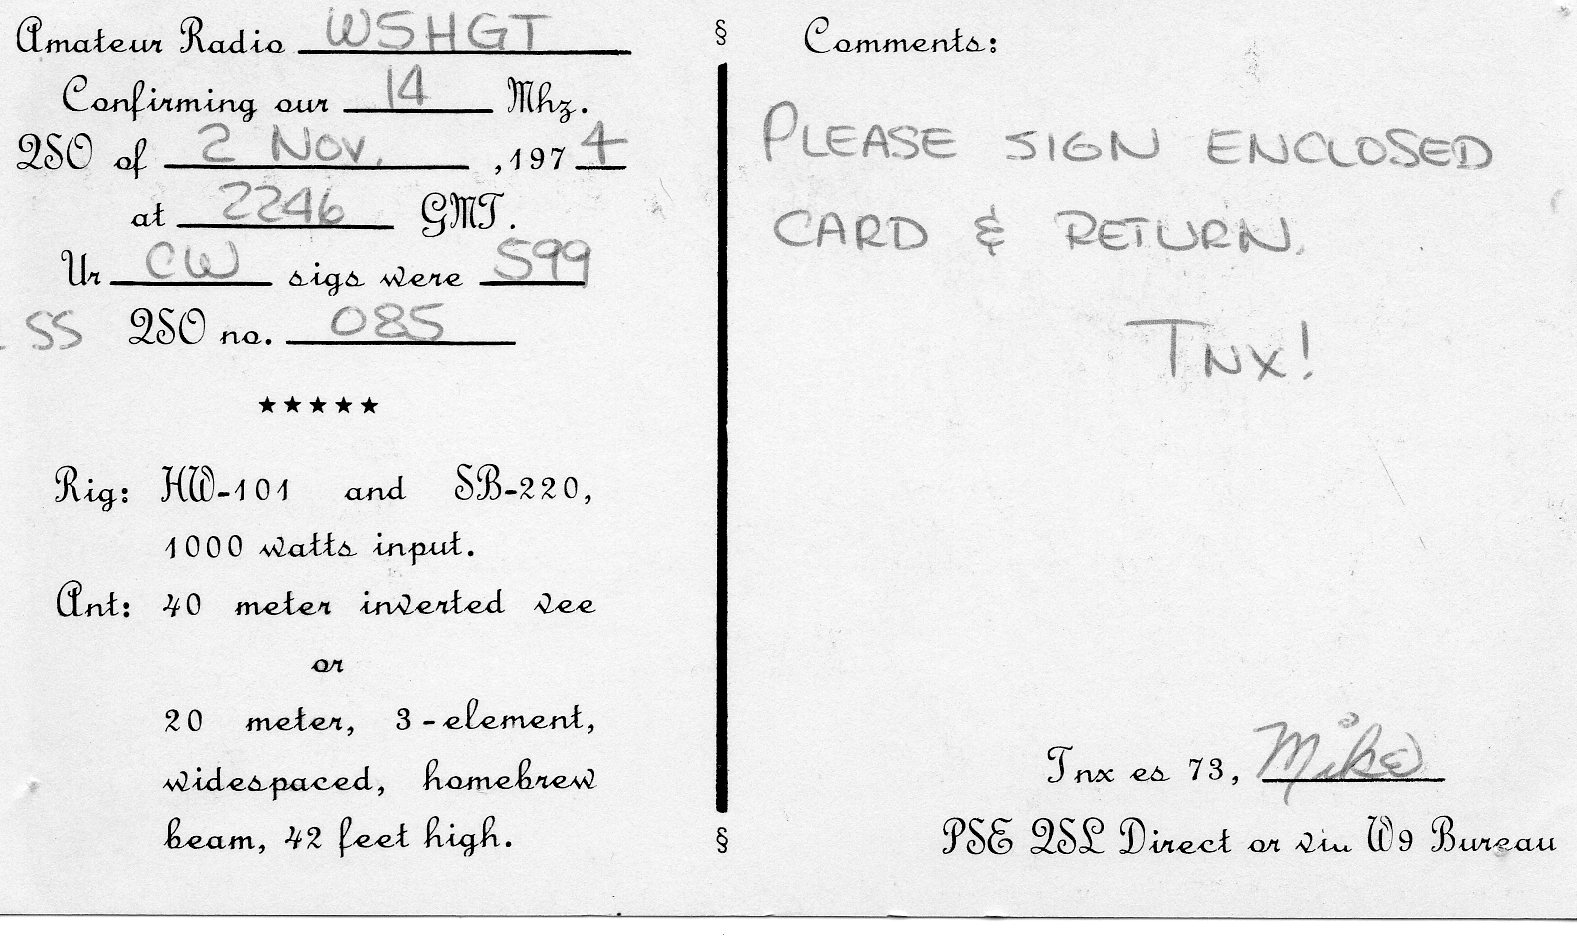 Amateur Radio W5HGT
Confirming our 14 Mhz.
QSO of 2 Nov. , 1974
at 2246 GMT.
Ur CW sigs were 599
SS QSO no. 085
★★★★★
Rig: HW-101 and SB-220,
1000 watts input.
Ant: 40 meter inverted vee
or
20 meter, 3-element,
widespaced, homebrew
beam, 42 feet high.
§
§
Comments:
PLEASE SIGN ENCLOSED
CARD & RETURN.
TNX!
Tnx es 73, Mike
PSE QSL Direct or via W9 Bureau